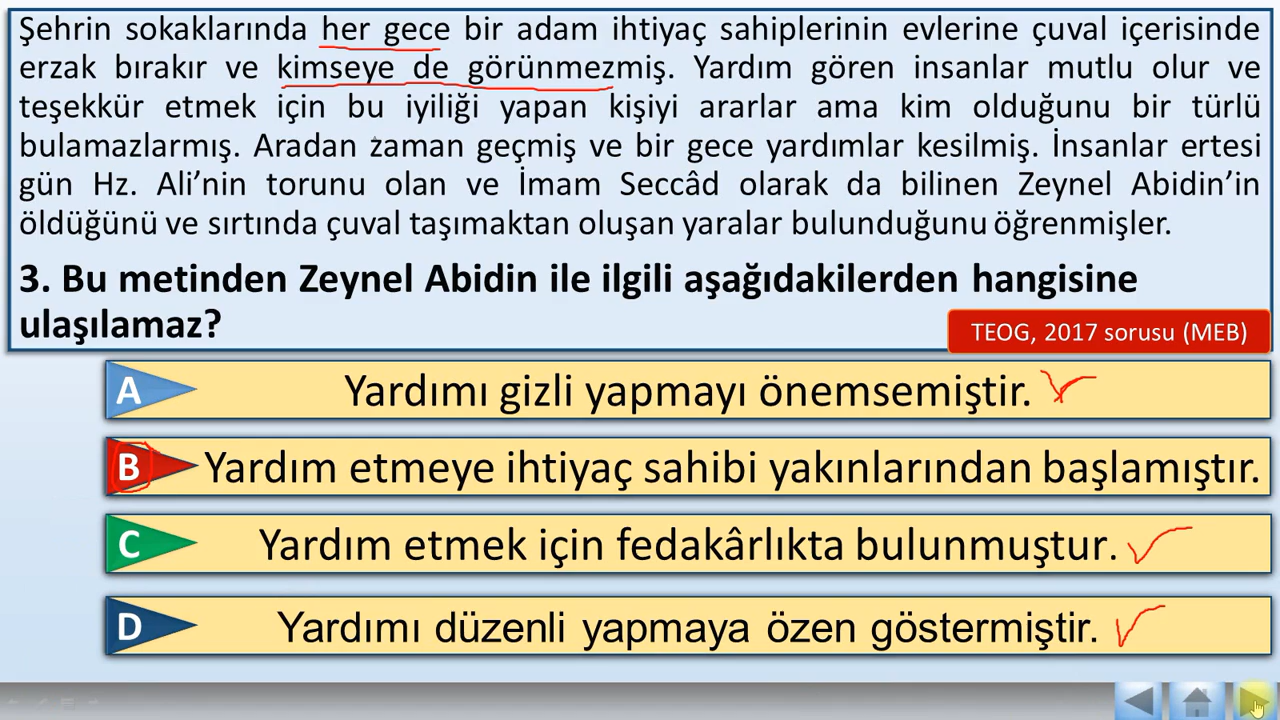 Şehrin sokaklarında her gece bir adam ihtiyaç sahiplerinin evlerine çuval içerisinde
erzak bırakır ve kimseye de görünmezmiş. Yardım gören insanlar mutlu olur ve
teşekkür etmek için bu iyiliği yapan kişiyi ararlar ama kim olduğunu bir türlü
bulamazlarmış. Aradan zaman geçmiş ve bir gece yardımlar kesilmiş. İnsanlar ertesi
gün Hz. Ali’nin torunu olan ve İmam Seccâd olarak da bilinen Zeynel Abidin’in
öldüğünü ve sırtında çuval taşımaktan oluşan yaralar bulunduğunu öğrenmişler.
3. Bu metinden Zeynel Abidin ile ilgili aşağıdakilerden hangisine
ulaşılamaz?
TEOG, 2017 sorusu (MEB)
A Yardımı gizli yapmayı önemsemiştir.
B Yardım etmeye ihtiyaç sahibi yakınlarından başlamıştır.
C Yardım etmek için fedakârlıkta bulunmuştur.
D Yardımı düzenli yapmaya özen göstermiştir.